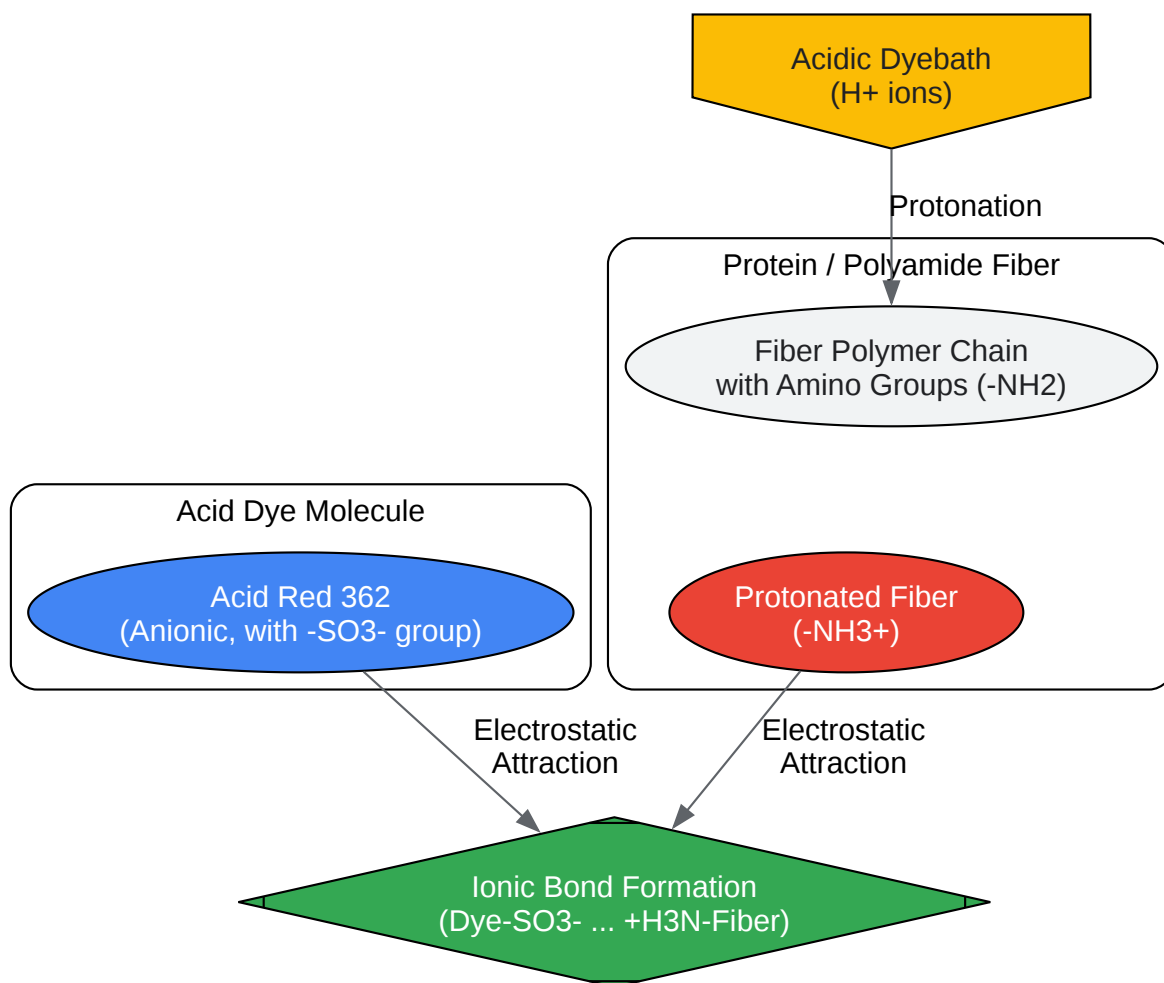 Acidic Dyebath
(H+ ions)
Protonation
Protein / Polyamide Fiber
Fiber Polymer Chain
with Amino Groups (-NH2)
Acid Dye Molecule
Acid Red 362
(Anionic, with -SO3- group)
Protonated Fiber
(-NH3+)
Electrostatic
Attraction
Electrostatic
Attraction
Ionic Bond Formation
(Dye-SO3- ... +H3N-Fiber)